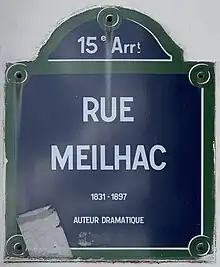 15e Arrt
RUE
MEILHAC
1831-1897
AUTEUR DRAMATIQUE